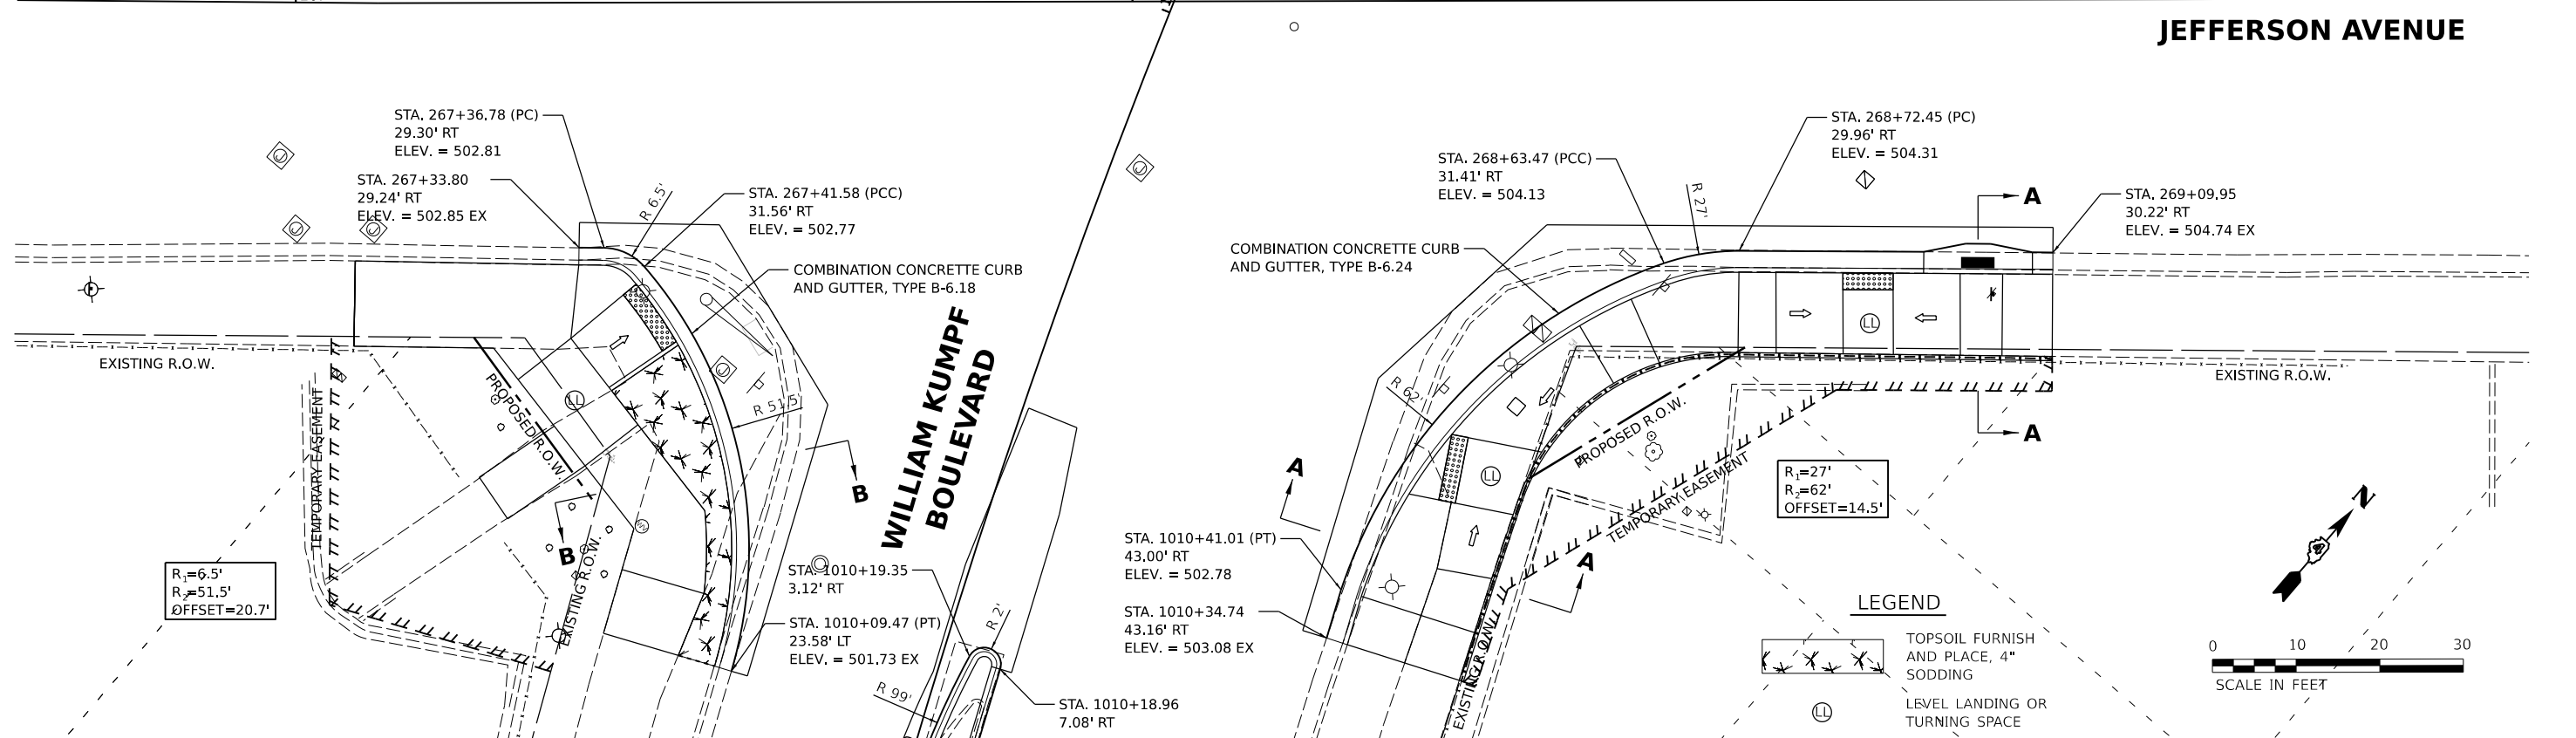 JEFFERSON AVENUE
STA. 267+36.78 (PC)
29.30' RT
ELEV. = 502.81
STA. 267+33.80
29.24' RT
ELEV. = 502.85 EX
R 6.5'
STA. 267+41.58 (PCC)
31.56' RT
ELEV. = 502.77
COMBINATION CONCRETTE CURB
AND GUTTER, TYPE B-6.18
EXISTING R.O.W.
PROPOSED R.O.W.
TEMPORARY EASEMENT
LL
R 51.5'
B
B
EXISTING R.O.W.
R1=6.5'
R2=51.5'
OFFSET=20.7'
WILLIAM KUMPF
BOULEVARD
STA. 1010+19.35
3.12' RT
STA. 1010+09.47 (PT)
23.58' LT
ELEV. = 501.73 EX
R 2'
R 99'
STA. 1010+18.96
7.08' RT
STA. 268+63.47 (PCC)
31.41' RT
ELEV. = 504.13
R 27'
STA. 268+72.45 (PC)
29.96' RT
ELEV. = 504.31
A
STA. 269+09.95
30.22' RT
ELEV. = 504.74 EX
COMBINATION CONCRETTE CURB
AND GUTTER, TYPE B-6.24
LL
R 62'
EXISTING R.O.W.
PROPOSED R.O.W.
A
LL
A
TEMPORARY EASEMENT
R1=27'
R2=62'
OFFSET=14.5'
N
STA. 1010+41.01 (PT)
43.00' RT
ELEV. = 502.78
A
STA. 1010+34.74
43.16' RT
ELEV. = 503.08 EX
EXISTING R.O.W.
LEGEND
TOPSOIL FURNISH
AND PLACE, 4"
SODDING
LL
LEVEL LANDING OR
TURNING SPACE
0 10 20 30
SCALE IN FEET